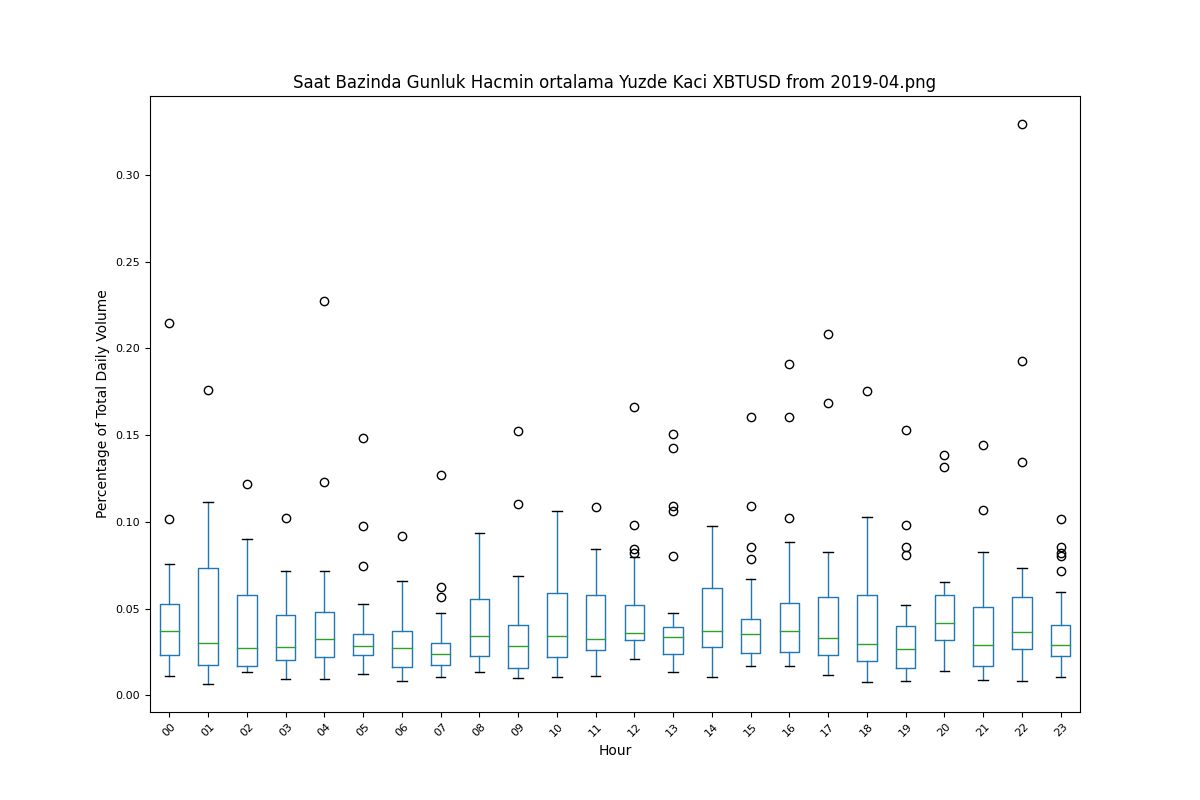 Saat Bazinda Gunluk Hacmin ortalama Yuzde Kaci XBTUSD from 2019-04.png
Percentage of Total Daily Volume
0.30
0.25
0.20
0.15
0.10
0.05
0.00
00 01 02 03 04 05 06 07 08 09 10 11 12 13 14 15 16 17 18 19 20 21 22 23
Hour